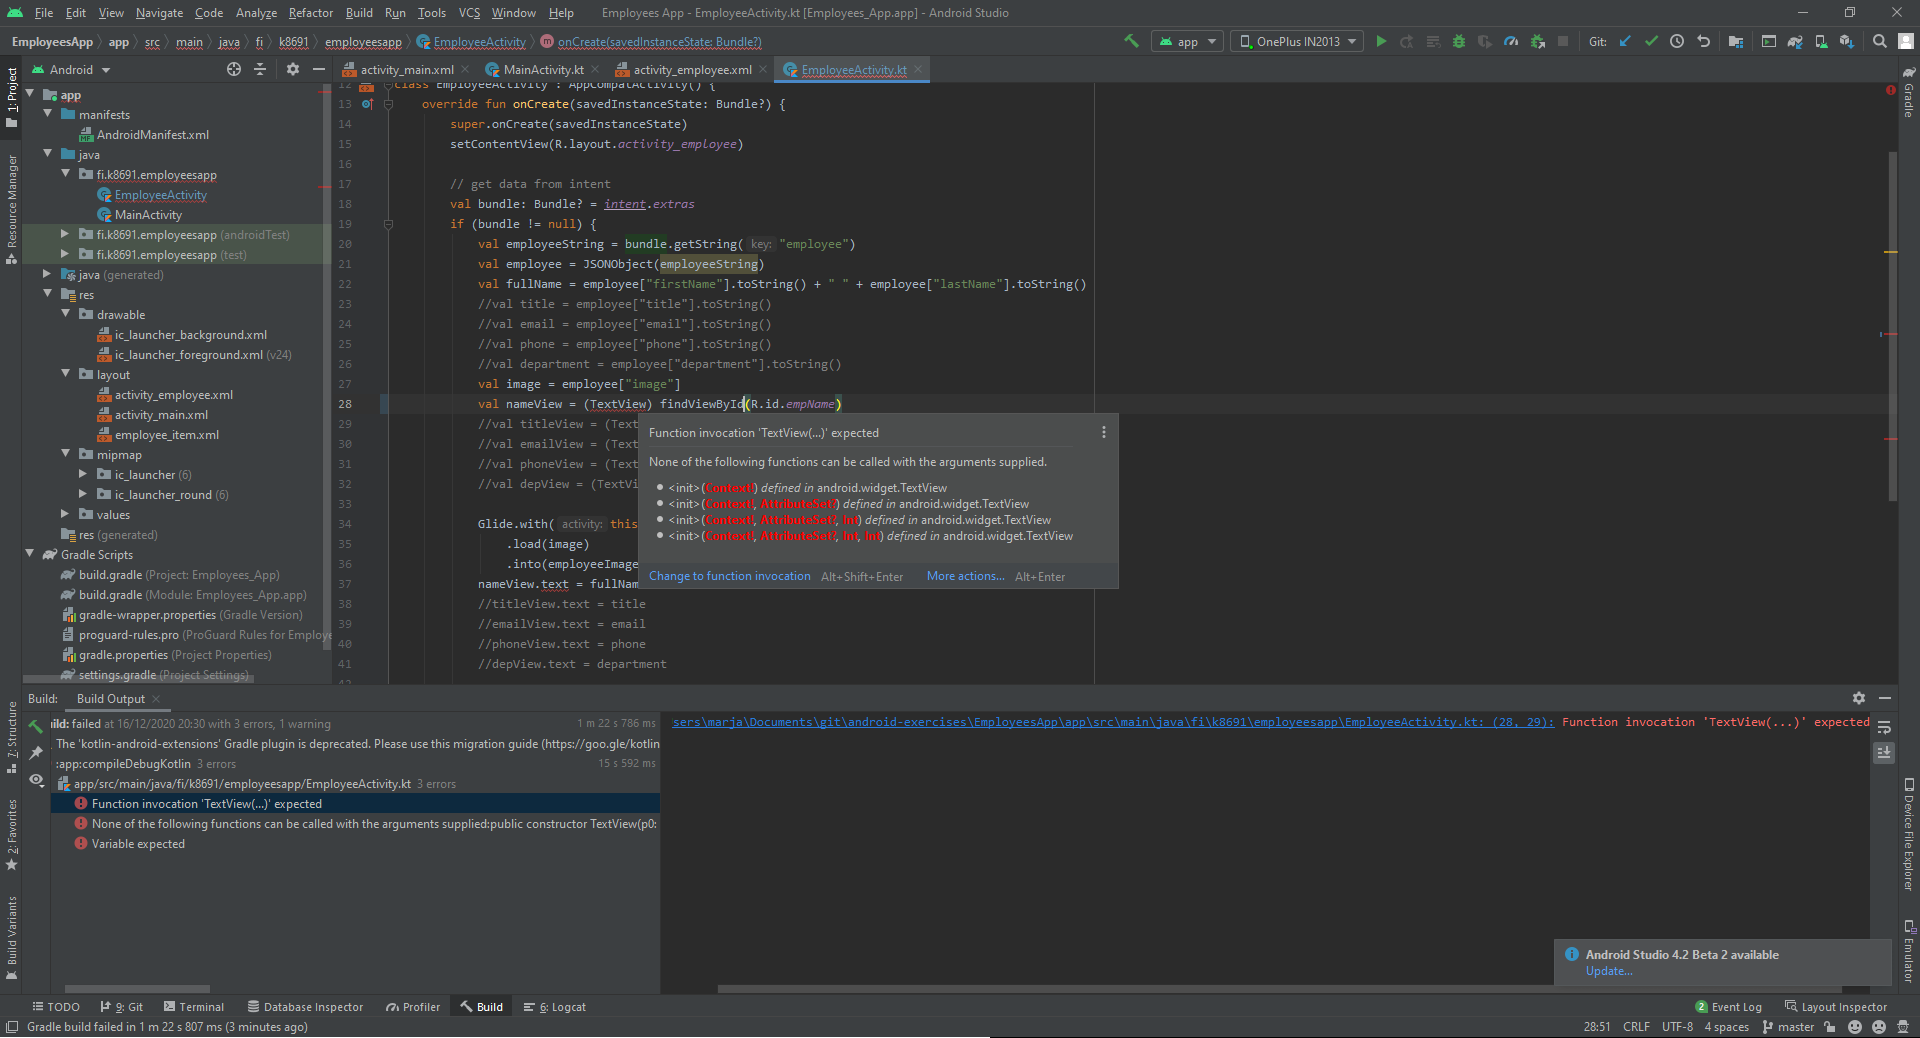 File Edit View Navigate Code Analyze Refactor Build Run Tools VCS Window Help Employees App - EmployeeActivity.kt [Employees_App.app] - Android Studio
EmployeesApp app src main java fi k8691 employeesapp EmployeeActivity onCreate(savedInstanceState: Bundle?) app OnePlus IN2013 Git:
Android activity_main.xml MainActivity.kt activity_employee.xml EmployeeActivity.kt
1: Project
Resource Manager
7: Structure
2: Favorites
Build Variants
app
manifests
AndroidManifest.xml
java
fi.k8691.employeesapp
EmployeeActivity
MainActivity
fi.k8691.employeesapp (androidTest)
fi.k8691.employeesapp (test)
java (generated)
res
drawable
ic_launcher_background.xml
ic_launcher_foreground.xml (v24)
layout
activity_employee.xml
activity_main.xml
employee_item.xml
mipmap
ic_launcher (6)
ic_launcher_round (6)
values
res (generated)
Gradle Scripts
build.gradle (Project: Employees_App)
build.gradle (Module: Employees_App.app)
gradle-wrapper.properties (Gradle Version)
proguard-rules.pro (ProGuard Rules for Employe
gradle.properties (Project Properties)
settings.gradle (Project Settings)
12 class EmployeeActivity : AppCompatActivity() {
13 override fun onCreate(savedInstanceState: Bundle?) {
14 super.onCreate(savedInstanceState)
15 setContentView(R.layout.activity_employee)
16
17 // get data from intent
18 val bundle: Bundle? = intent.extras
19 if (bundle != null) {
20 val employeeString = bundle.getString( key: "employee")
21 val employee = JSONObject(employeeString)
22 val fullName = employee["firstName"].toString() + " " + employee["lastName"].toString()
23 //val title = employee["title"].toString()
24 //val email = employee["email"].toString()
25 //val phone = employee["phone"].toString()
26 //val department = employee["department"].toString()
27 val image = employee["image"]
28 val nameView = (TextView) findViewById(R.id.empName)
29 //val titleView = (Text
30 //val emailView = (Text
31 //val phoneView = (Text
32 //val depView = (TextVi
33
34 Glide.with( activity: this
35 .load(image)
36 .into(employeeImage
37 nameView.text = fullNam
38 //titleView.text = title
39 //emailView.text = email
40 //phoneView.text = phone
41 //depView.text = department
Function invocation 'TextView(...)' expected
None of the following functions can be called with the arguments supplied.
<init>(Context!) defined in android.widget.TextView
<init>(Context!, AttributeSet?) defined in android.widget.TextView
<init>(Context!, AttributeSet?, Int) defined in android.widget.TextView
<init>(Context!, AttributeSet?, Int, Int) defined in android.widget.TextView
Change to function invocation Alt+Shift+Enter More actions... Alt+Enter
Gradle
Device File Explorer
Emulator
Build: Build Output
uild: failed at 16/12/2020 20:30 with 3 errors, 1 warning 1 m 22 s 786 ms
The 'kotlin-android-extensions' Gradle plugin is deprecated. Please use this migration guide (https://goo.gle/kotlin
:app:compileDebugKotlin 3 errors 15 s 592 ms
app/src/main/java/fi/k8691/employeesapp/EmployeeActivity.kt 3 errors
Function invocation 'TextView(...)' expected
None of the following functions can be called with the arguments supplied:public constructor TextView(p0:
Variable expected
sers\marja\Documents\git\android-exercises\EmployeesApp\app\src\main\java\fi\k8691\employeesapp\EmployeeActivity.kt: (28, 29): Function invocation 'TextView(...)' expected
Android Studio 4.2 Beta 2 available
Update...
TODO 9: Git Terminal Database Inspector Profiler Build 6: Logcat 2 Event Log Layout Inspector
Gradle build failed in 1 m 22 s 807 ms (3 minutes ago) 28:51 CRLF UTF-8 4 spaces master